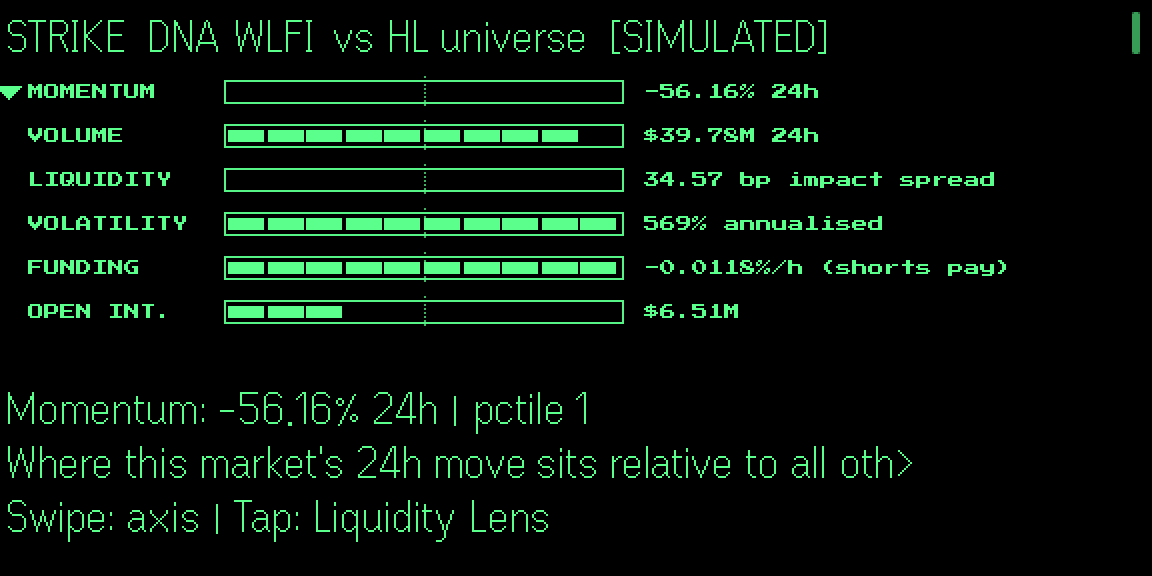 STRIKE DNA WLFI vs HL universe [SIMULATED]
MOMENTUM -56.16% 24h
VOLUME $39.78M 24h
LIQUIDITY 34.57 bp impact spread
VOLATILITY 569% annualised
FUNDING -0.0118%/h (shorts pay)
OPEN INT. $6.51M
Momentum: -56.16% 24h | pctile 1
Where this market's 24h move sits relative to all oth>
Swipe: axis | Tap: Liquidity Lens